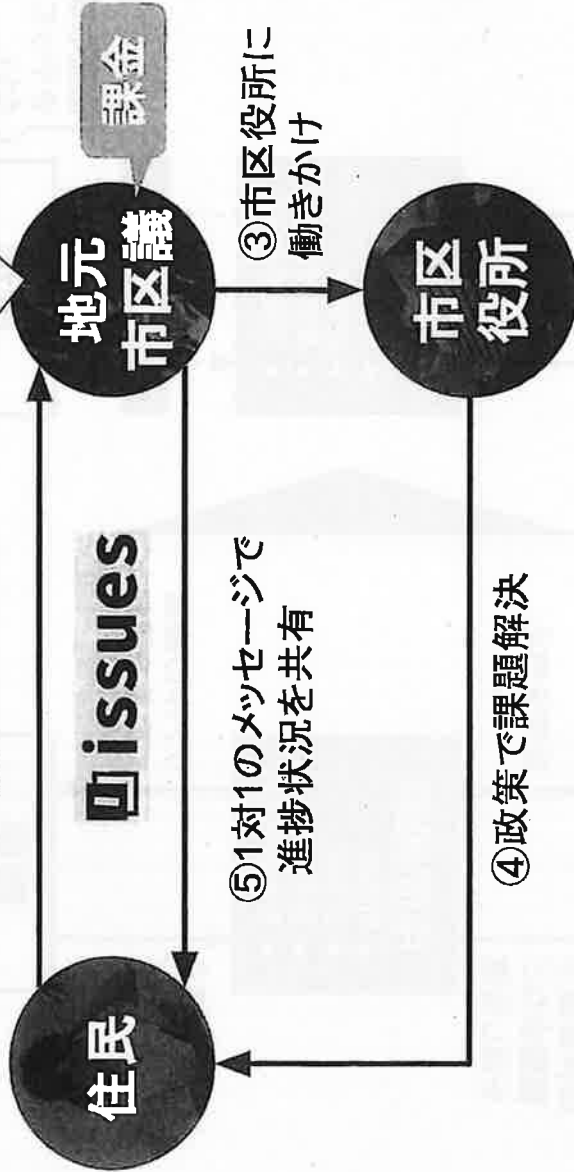 住民
issues
地元
市区議
課金
③市区役所に
働きかけ
市区
役所
⑤1対1のメッセージで
進捗状況を共有
④政策で課題解決